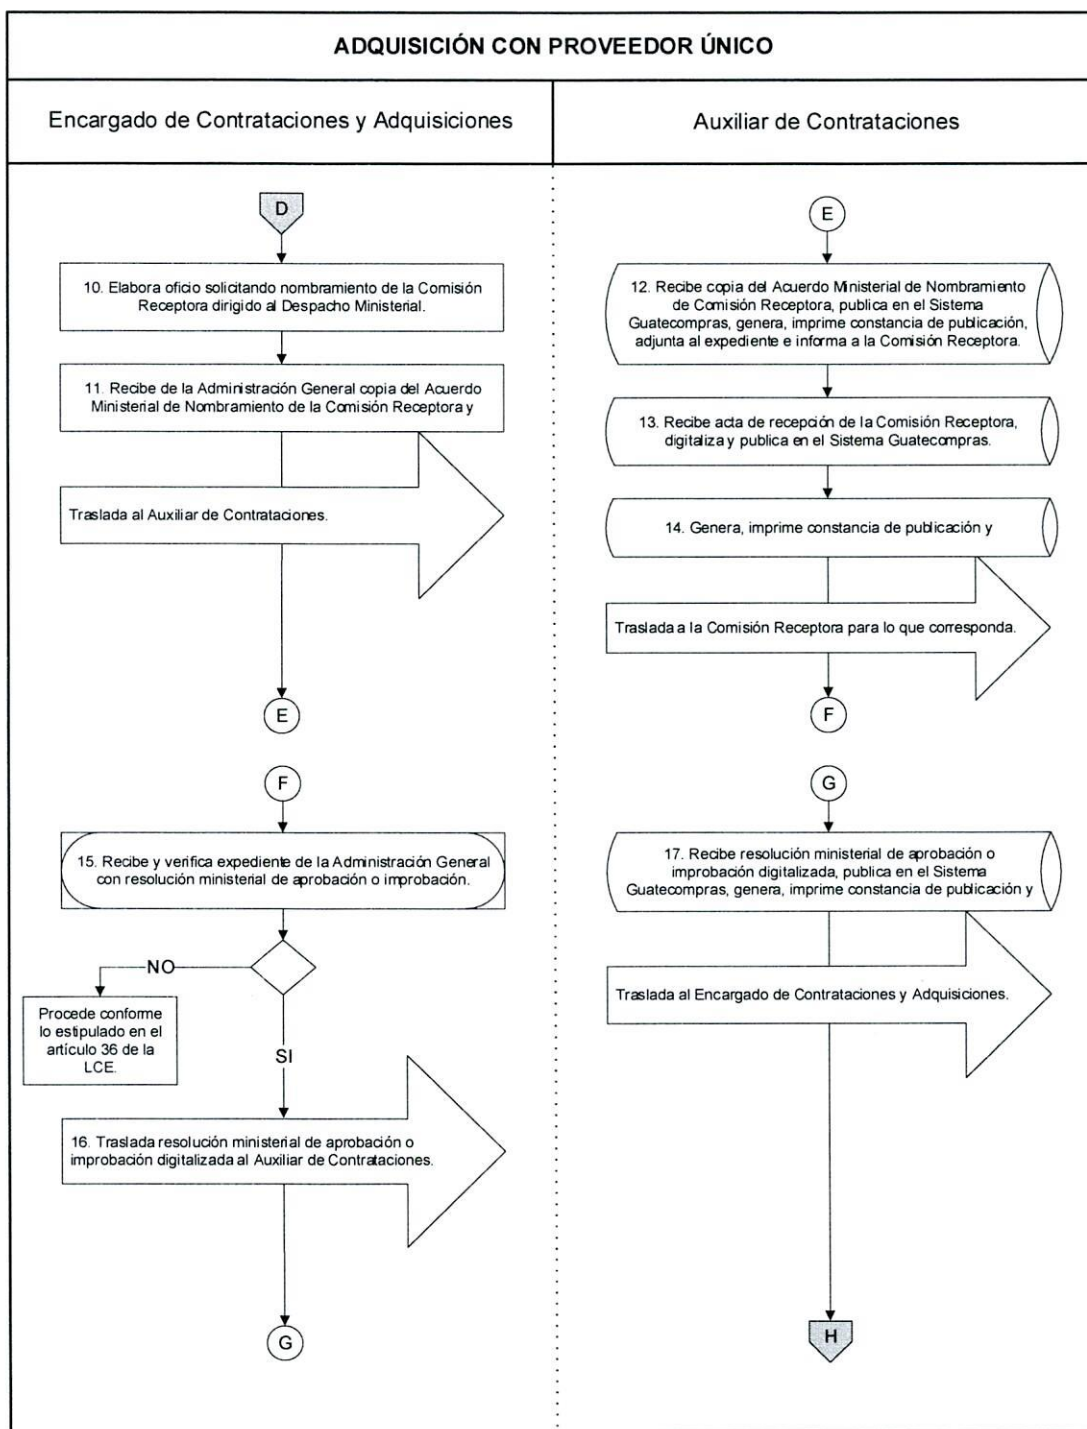 ADQUISICIÓN CON PROVEEDOR ÚNICO
Encargado de Contrataciones y Adquisiciones
Auxiliar de Contrataciones
D
10. Elabora oficio solicitando nombramiento de la Comisión
Receptora dirigido al Despacho Ministerial.
11. Recibe de la Administración General copia del Acuerdo
Ministerial de Nombramiento de la Comisión Receptora y
Traslada al Auxiliar de Contrataciones.
E
E
12. Recibe copia del Acuerdo Ministerial de Nombramiento
de Comisión Receptora, publica en el Sistema
Guatecompras, genera, imprime constancia de publicación,
adjunta al expediente e informa a la Comisión Receptora.
13. Recibe acta de recepción de la Comisión Receptora,
digitaliza y publica en el Sistema Guatecompras.
14. Genera, imprime constancia de publicación y
Traslada a la Comisión Receptora para lo que corresponda.
F
F
15. Recibe y verifica expediente de la Administración General
con resolución ministerial de aprobación o improbación.
NO
Procede conforme
lo estipulado en el
artículo 36 de la
LCE.
SI
16. Traslada resolución ministerial de aprobación o
improbación digitalizada al Auxiliar de Contrataciones.
G
G
17. Recibe resolución ministerial de aprobación o
improbación digitalizada, publica en el Sistema
Guatecompras, genera, imprime constancia de publicación y
Traslada al Encargado de Contrataciones y Adquisiciones.
H